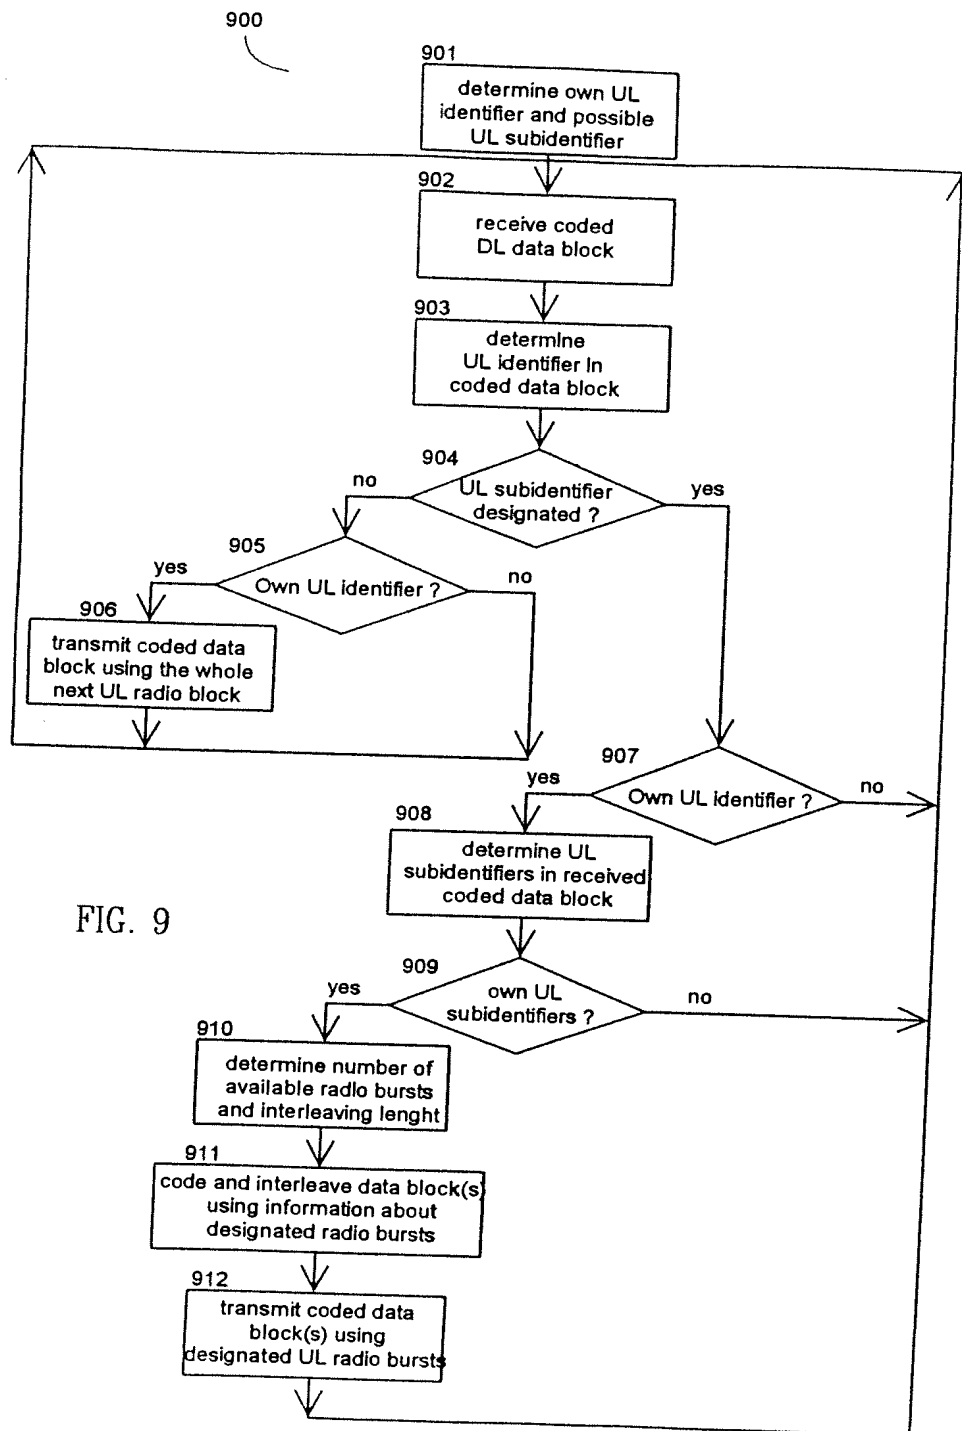 900
901
determine own UL
identifier and possible
UL subidentifier
902
receive coded
DL data block
903
determine
UL identifier in
coded data block
904
no
UL subidentifier
designated ?
yes
905
yes
Own UL identifier ?
no
906
transmit coded data
block using the whole
next UL radio block
907
yes
Own UL identifier ?
no
908
determine UL
subidentifiers in received
coded data block
FIG. 9
909
yes
own UL
subidentifiers ?
no
910
determine number of
available radio bursts
and interleaving lenght
911
code and interleave data block(s)
using information about
designated radio bursts
912
transmit coded data
block(s) using
designated UL radio bursts